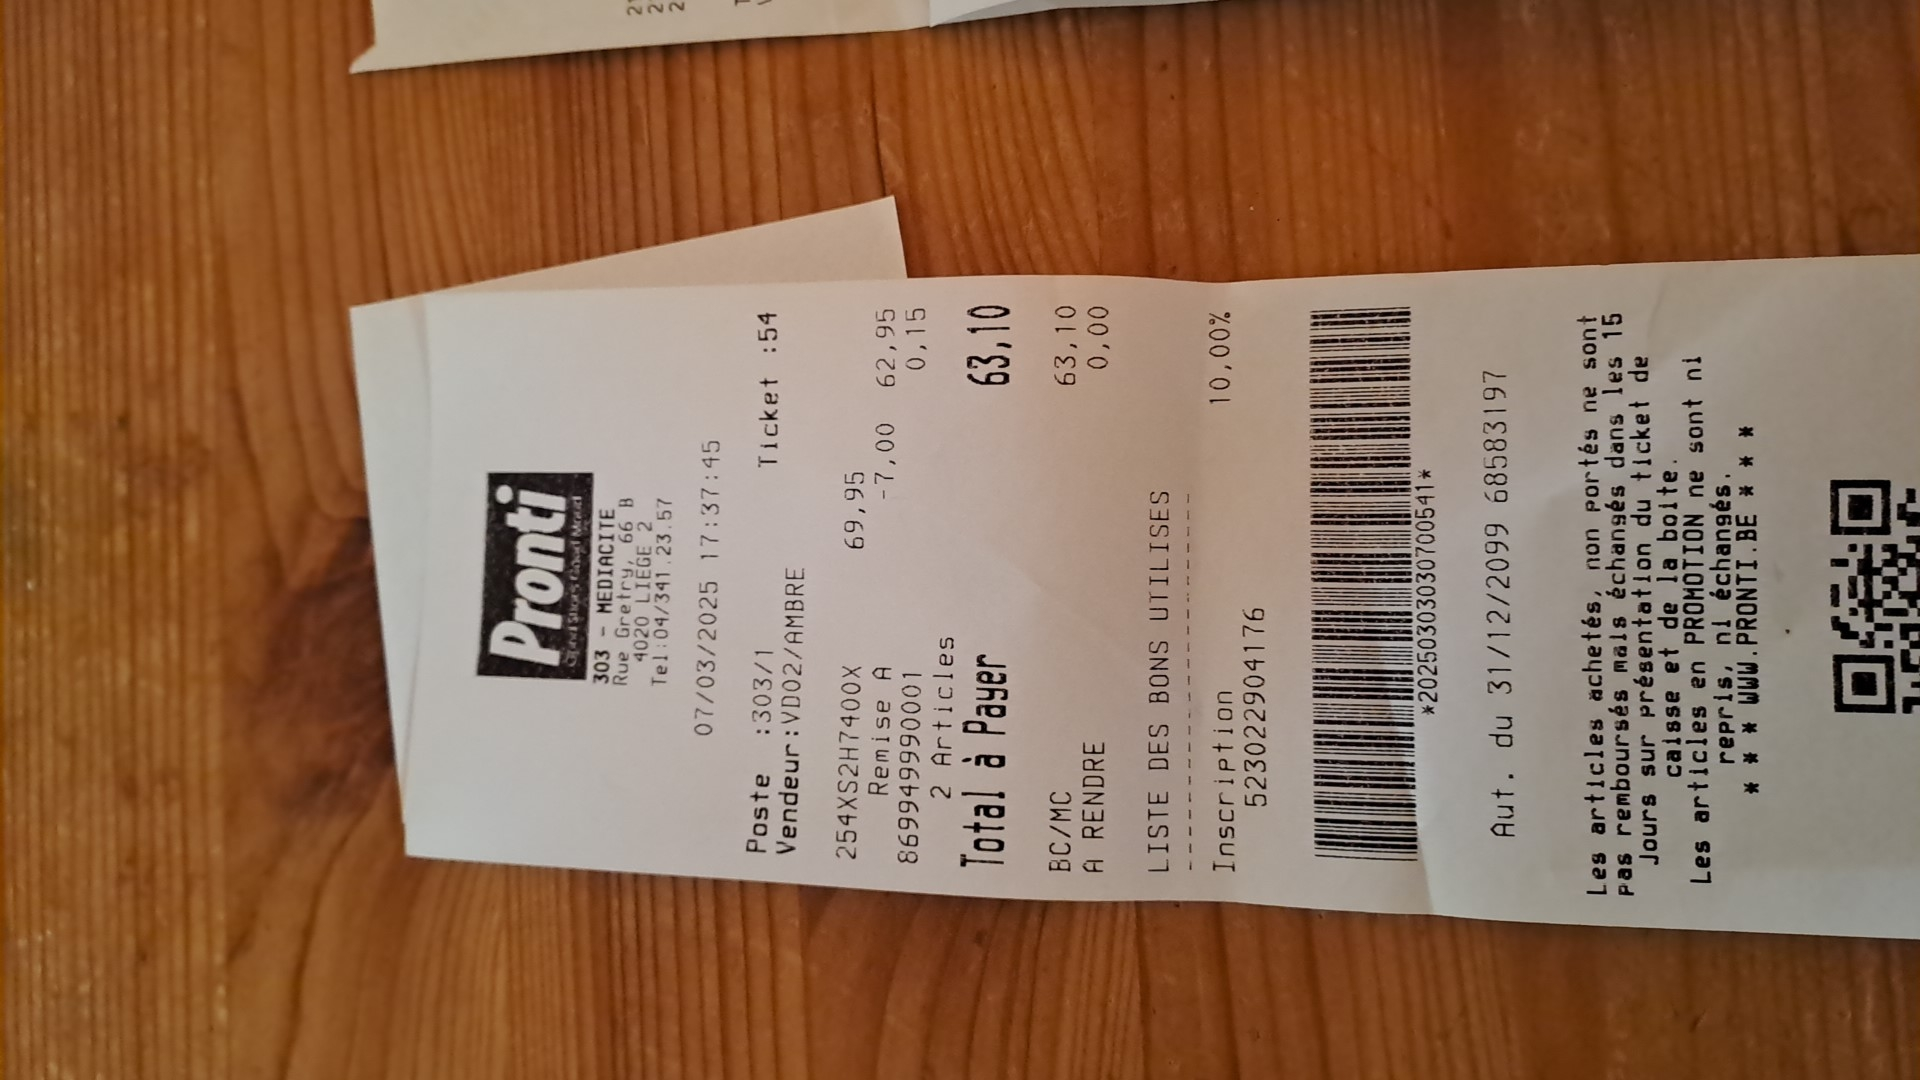 Pronti
303 - MEDIACITE
Rue Gretry, 66 B
4020 LIEGE 2
Tel:04/341.23.57
07/03/2025 17:37:45
Poste :303/1 Ticket :54
Vendeur:VD02/AMBRE
254XS2H7400X 69,95
Remise A -7,00 62,95
8699499990001 0,15
2 Articles
Total à Payer 63,10
BC/MC 63,10
A RENDRE 0,00
LISTE DES BONS UTILISES
Inscription 10,00%
523022904176
*20250303030700541*
Aut. du 31/12/2099 68583197
Les articles achetés, non portés ne sont
pas remboursés mais échangés dans les 15
Jours sur présentation du ticket de
caisse et de la boite.
Les articles en PROMOTION ne sont ni
repris, ni échangés.
* * * WWW.PRONTI.BE * * *